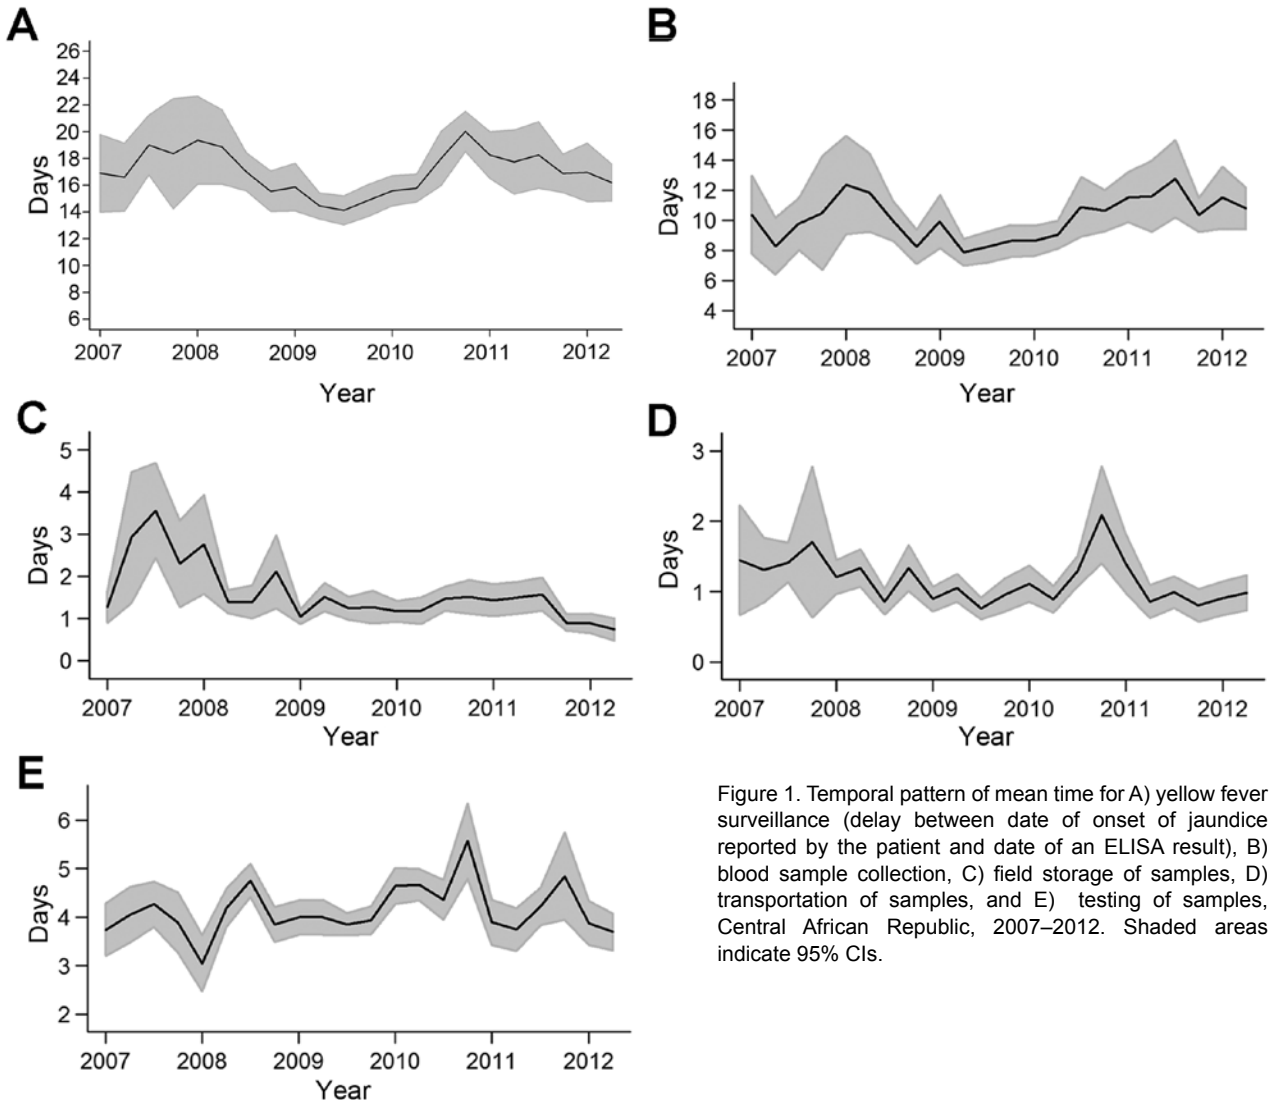 A
26
24
22
20
18
16
14
12
10
8
6
Days
2007 2008 2009 2010 2011 2012
Year
B
18
16
14
12
10
8
6
4
Days
2007 2008 2009 2010 2011 2012
Year
C
5
4
3
2
1
0
Days
2007 2008 2009 2010 2011 2012
Year
D
3
2
1
0
Days
2007 2008 2009 2010 2011 2012
Year
E
6
5
4
3
2
Days
2007 2008 2009 2010 2011 2012
Year
Figure 1. Temporal pattern of mean time for A) yellow fever
surveillance (delay between date of onset of jaundice
reported by the patient and date of an ELISA result), B)
blood sample collection, C) field storage of samples, D)
transportation of samples, and E) testing of samples,
Central African Republic, 2007–2012. Shaded areas
indicate 95% CIs.